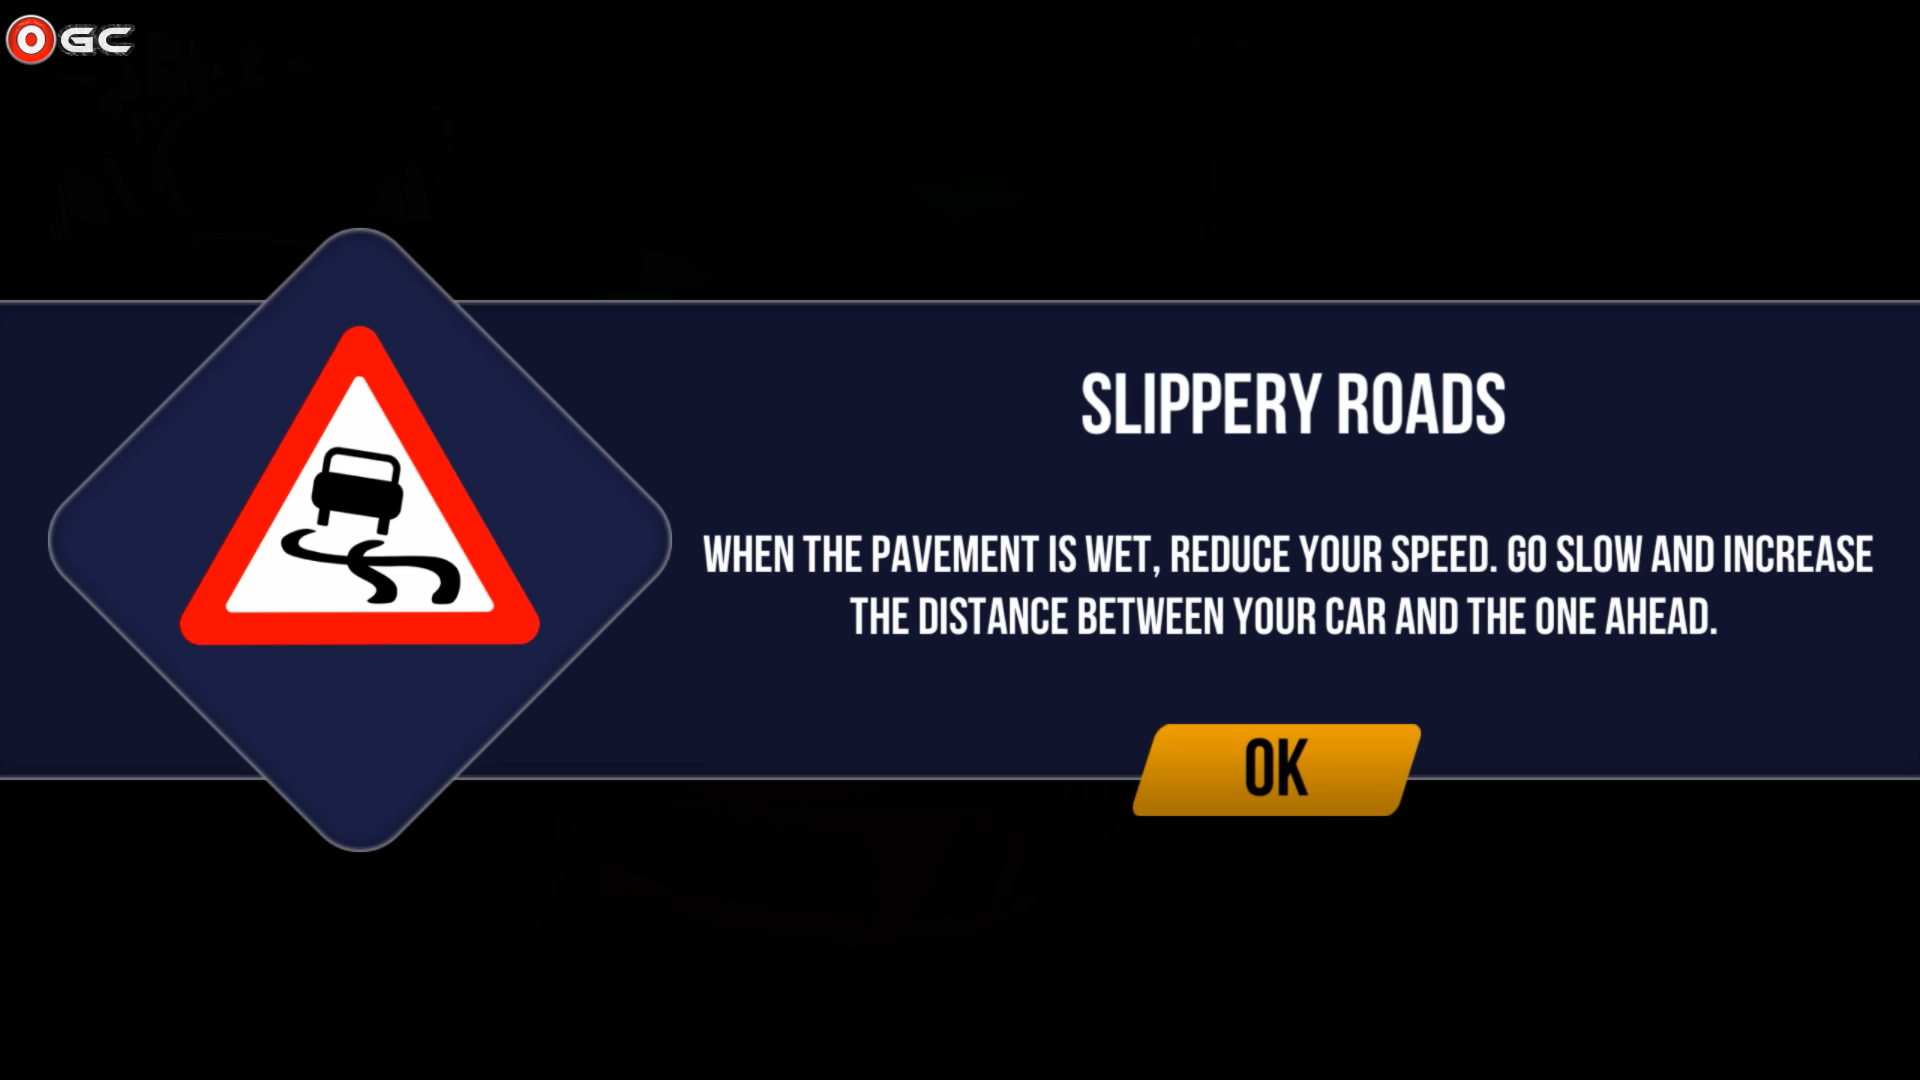 OGC
SLIPPERY ROADS
WHEN THE PAVEMENT IS WET, REDUCE YOUR SPEED. GO SLOW AND INCREASE
THE DISTANCE BETWEEN YOUR CAR AND THE ONE AHEAD.
OK